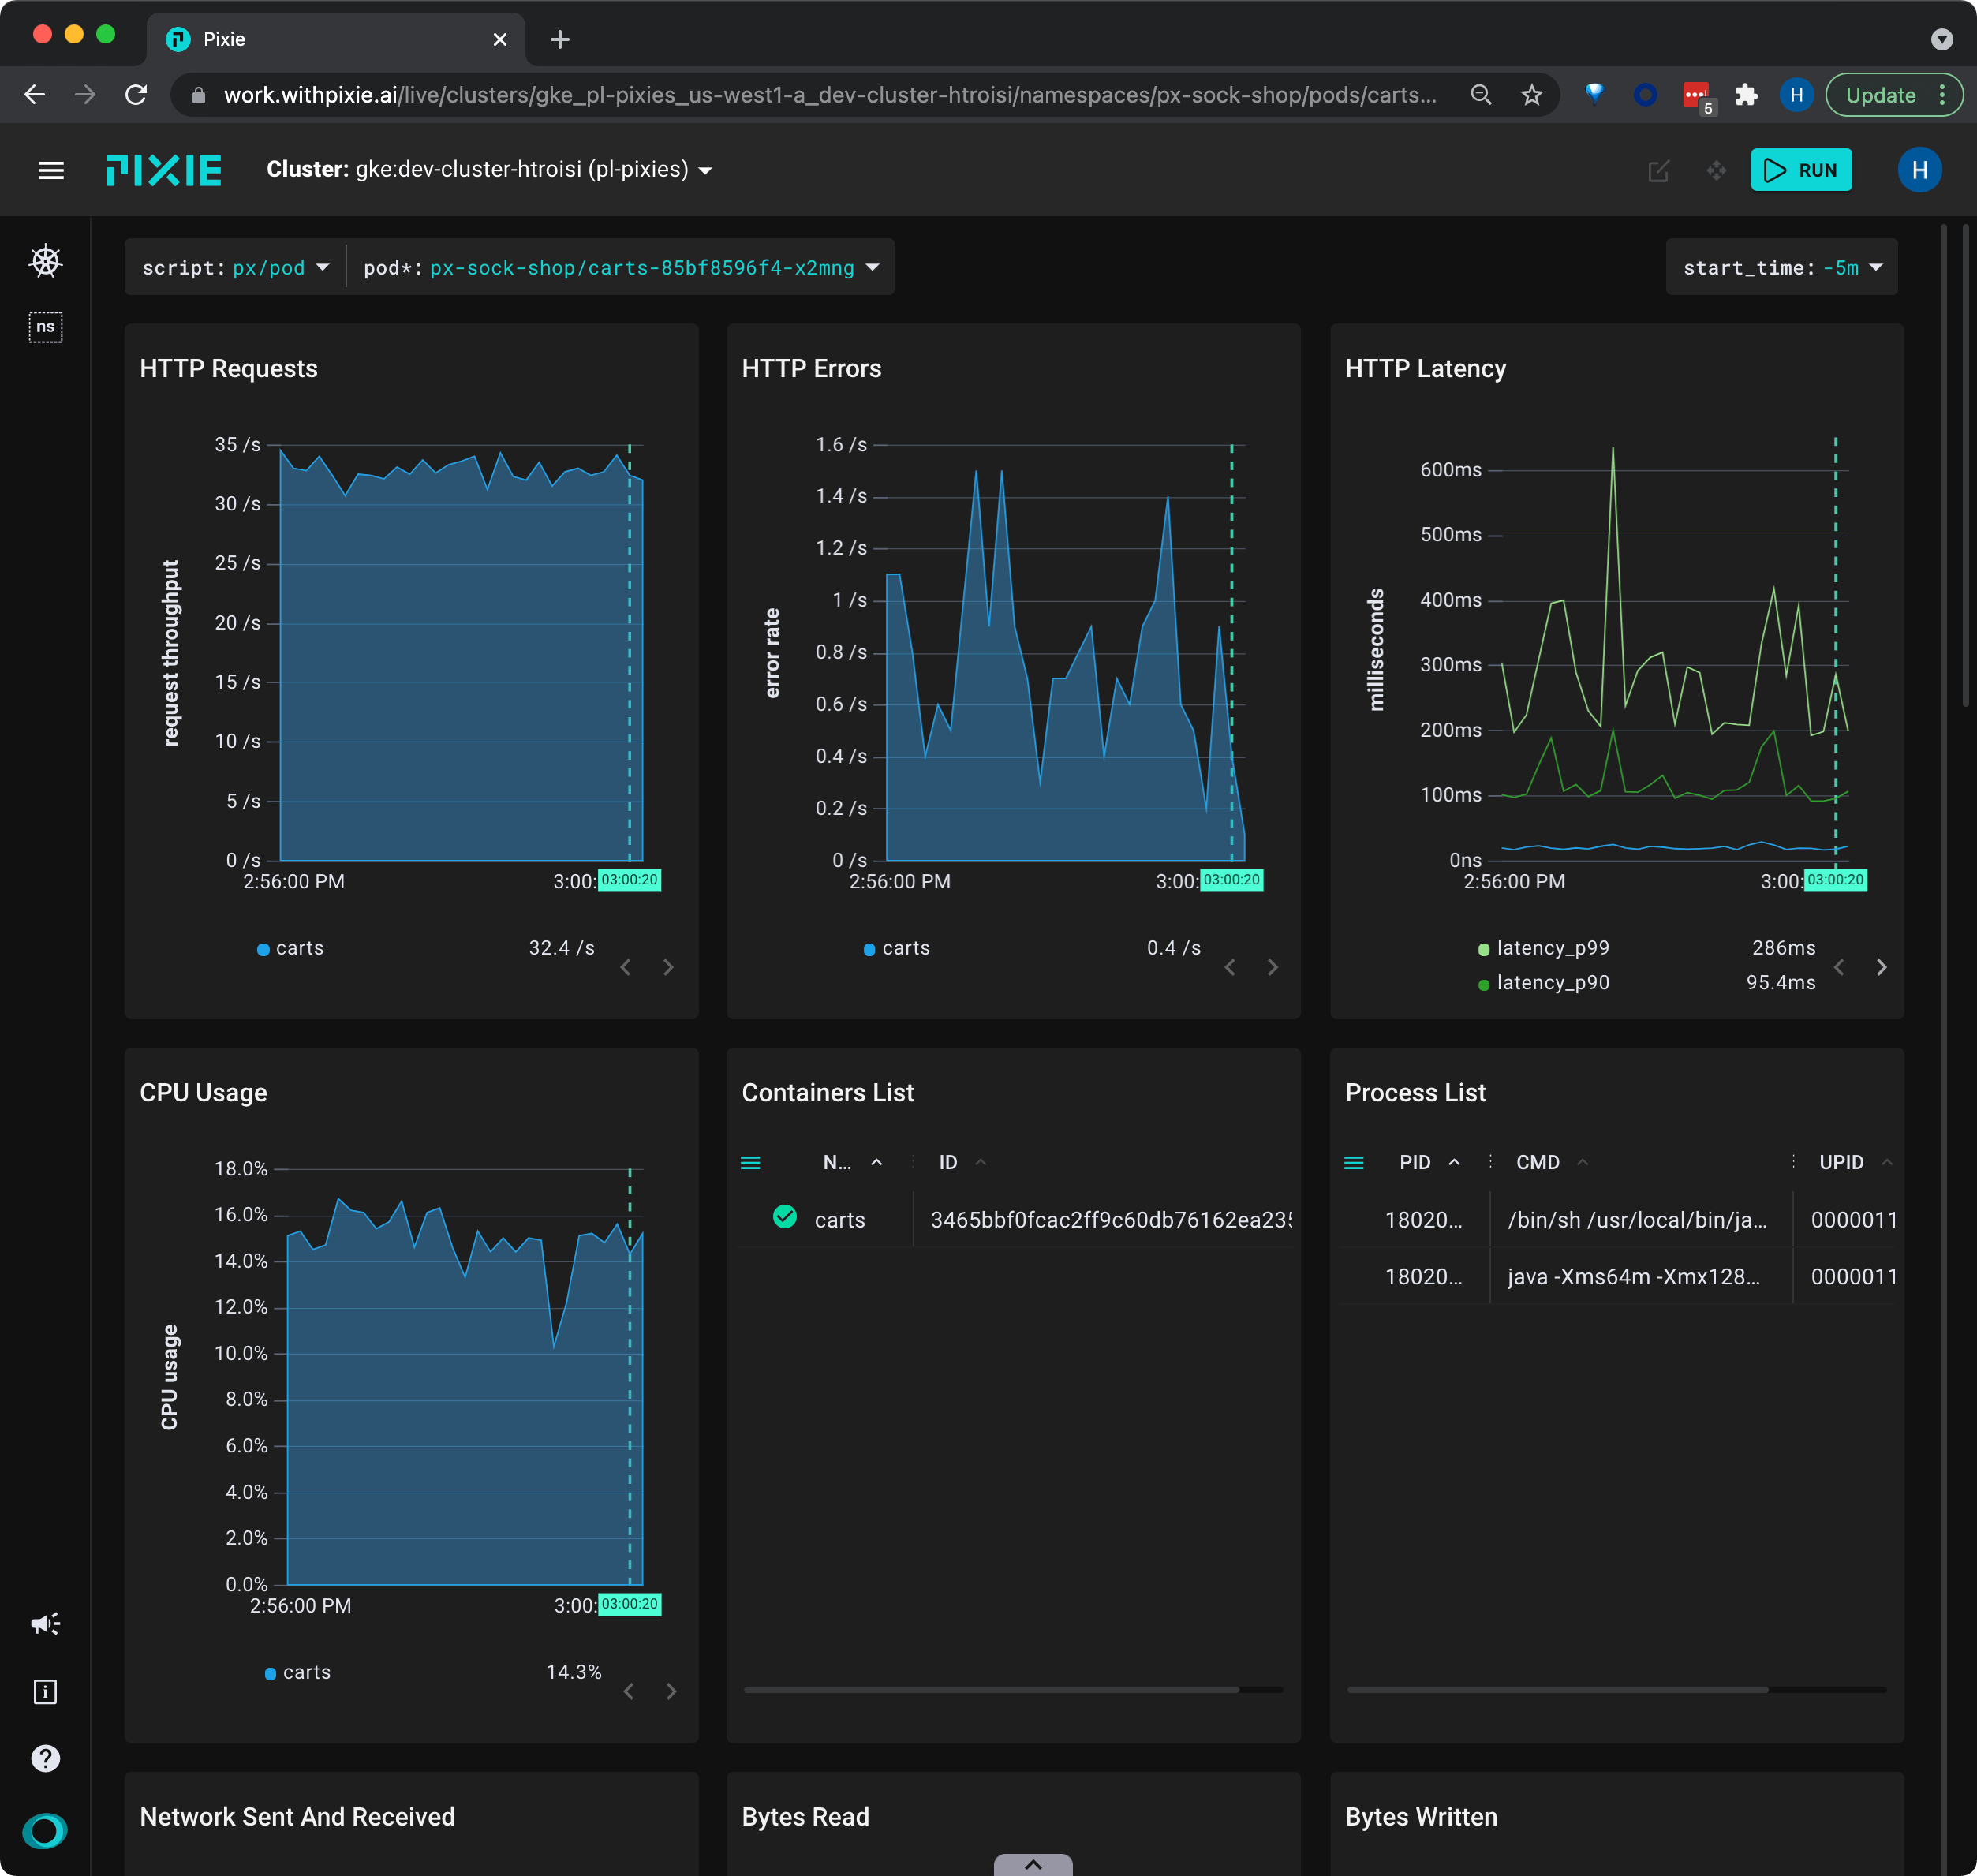 Pixie
work.withpixie.ai/live/clusters/gke_pl-pixies_us-west1-a_dev-cluster-htroisi/namespaces/px-sock-shop/pods/carts...
5
H
Update
PIXIE
Cluster: gke:dev-cluster-htroisi (pl-pixies)
RUN
H
ns
script: px/pod
pod*: px-sock-shop/carts-85bf8596f4-x2mng
start_time: -5m
HTTP Requests
request throughput
35 /s
30 /s
25 /s
20 /s
15 /s
10 /s
5 /s
0 /s
2:56:00 PM
3:00:
03:00:20
carts
32.4 /s
HTTP Errors
error rate
1.6 /s
1.4 /s
1.2 /s
1 /s
0.8 /s
0.6 /s
0.4 /s
0.2 /s
0 /s
2:56:00 PM
3:00:
03:00:20
carts
0.4 /s
HTTP Latency
milliseconds
600ms
500ms
400ms
300ms
200ms
100ms
0ns
2:56:00 PM
3:00:
03:00:20
latency_p99
286ms
latency_p90
95.4ms
CPU Usage
CPU usage
18.0%
16.0%
14.0%
12.0%
10.0%
8.0%
6.0%
4.0%
2.0%
0.0%
2:56:00 PM
3:00:
03:00:20
carts
14.3%
Containers List
N...
ID
carts
3465bbf0fcac2ff9c60db76162ea235
Process List
PID
CMD
UPID
18020...
/bin/sh /usr/local/bin/ja...
0000011
18020...
java -Xms64m -Xmx128...
0000011
Network Sent And Received
Bytes Read
Bytes Written